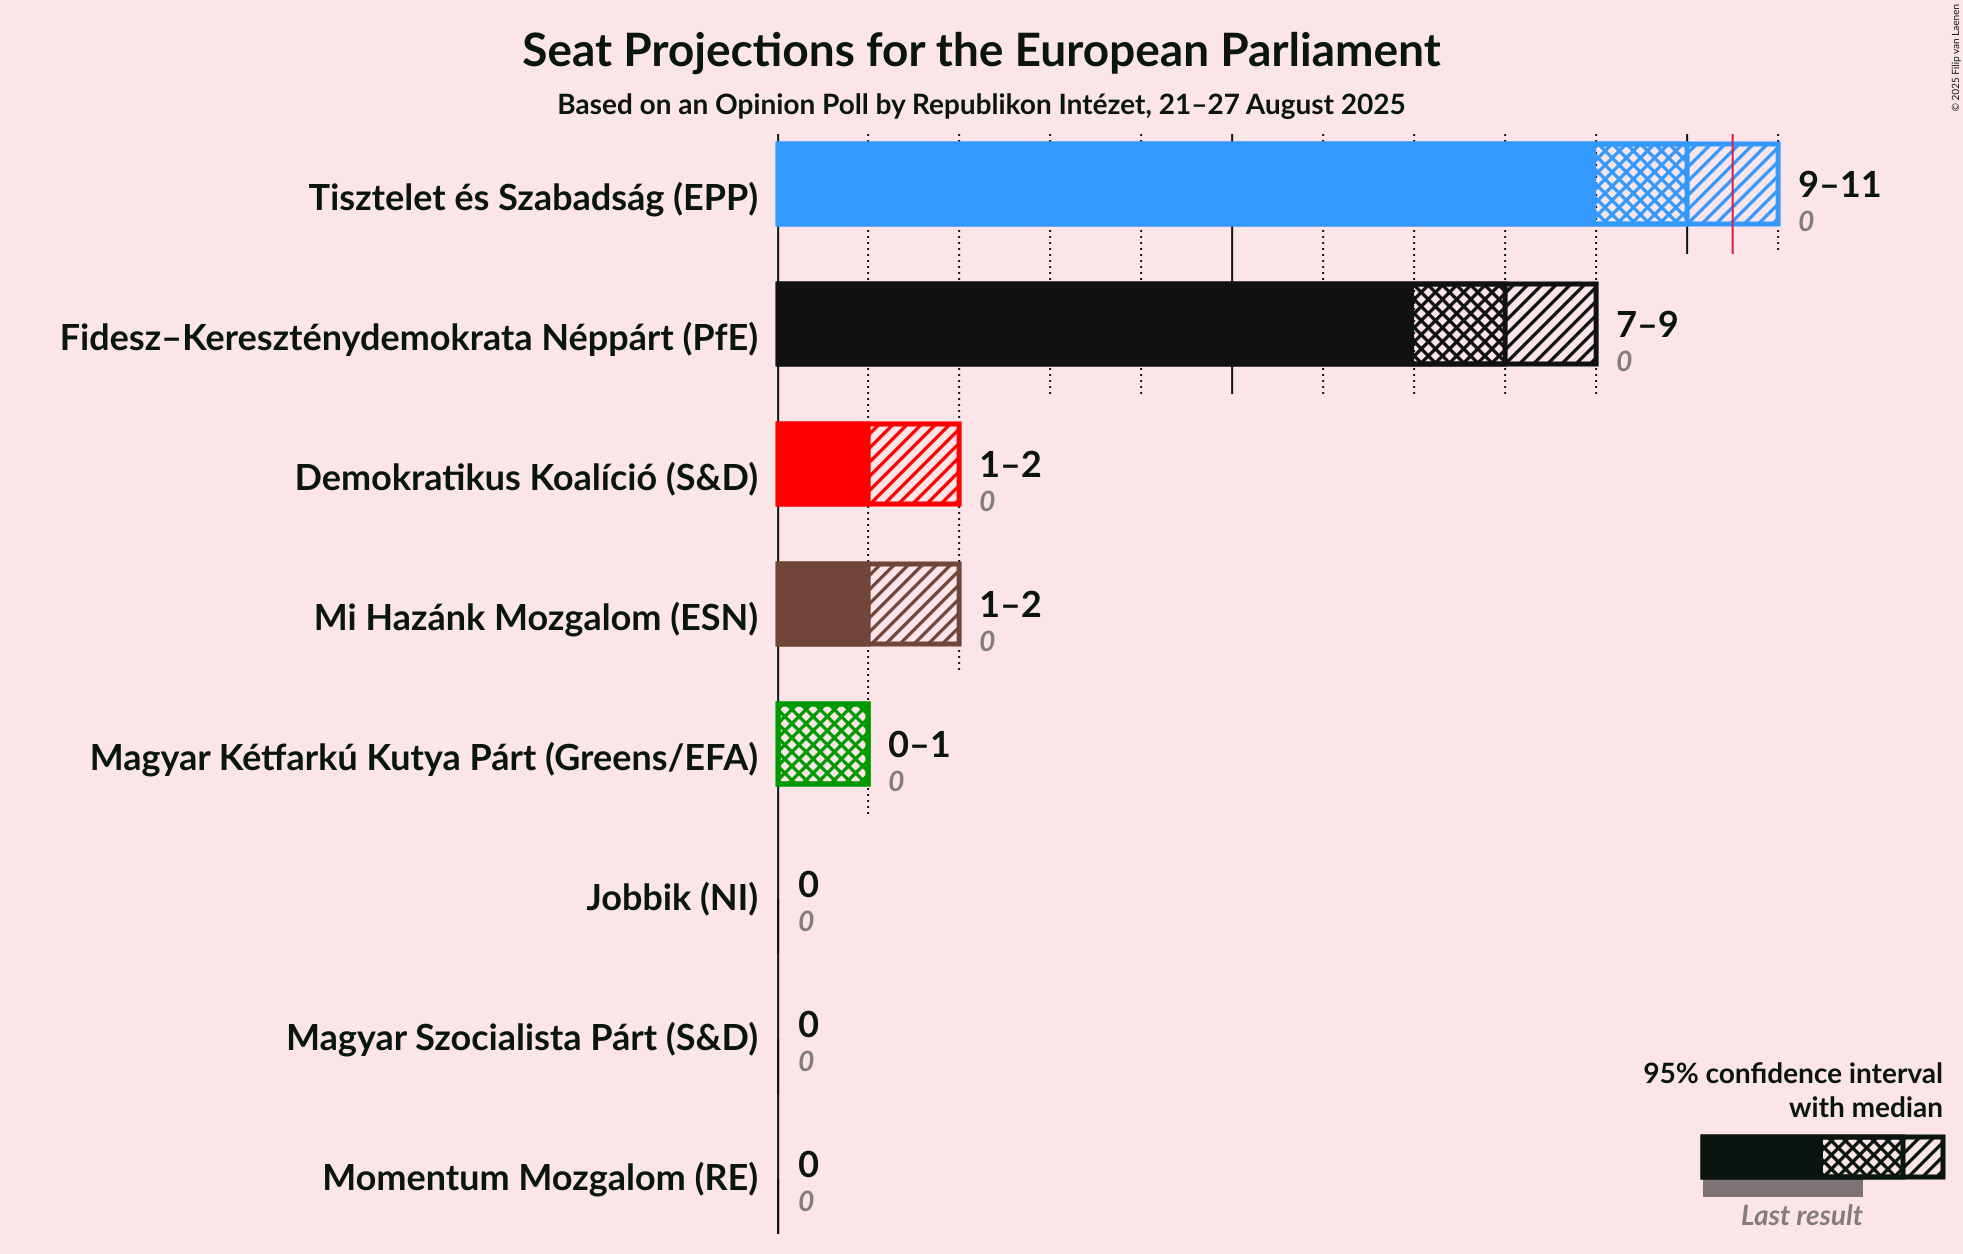 Seat Projections for the European Parliament
Based on an Opinion Poll by Republikon Intézet, 21–27 August 2025
© 2025 Filip van Laenen
Tisztelet és Szabadság (EPP)
9–11
0
Fidesz–Kereszténydemokrata Néppárt (PfE)
7–9
0
Demokratikus Koalíció (S&D)
1–2
0
Mi Hazánk Mozgalom (ESN)
1–2
0
Magyar Kétfarkú Kutya Párt (Greens/EFA)
0–1
0
Jobbik (NI)
0
0
Magyar Szocialista Párt (S&D)
0
0
Momentum Mozgalom (RE)
0
0
95% confidence interval
with median
Last result